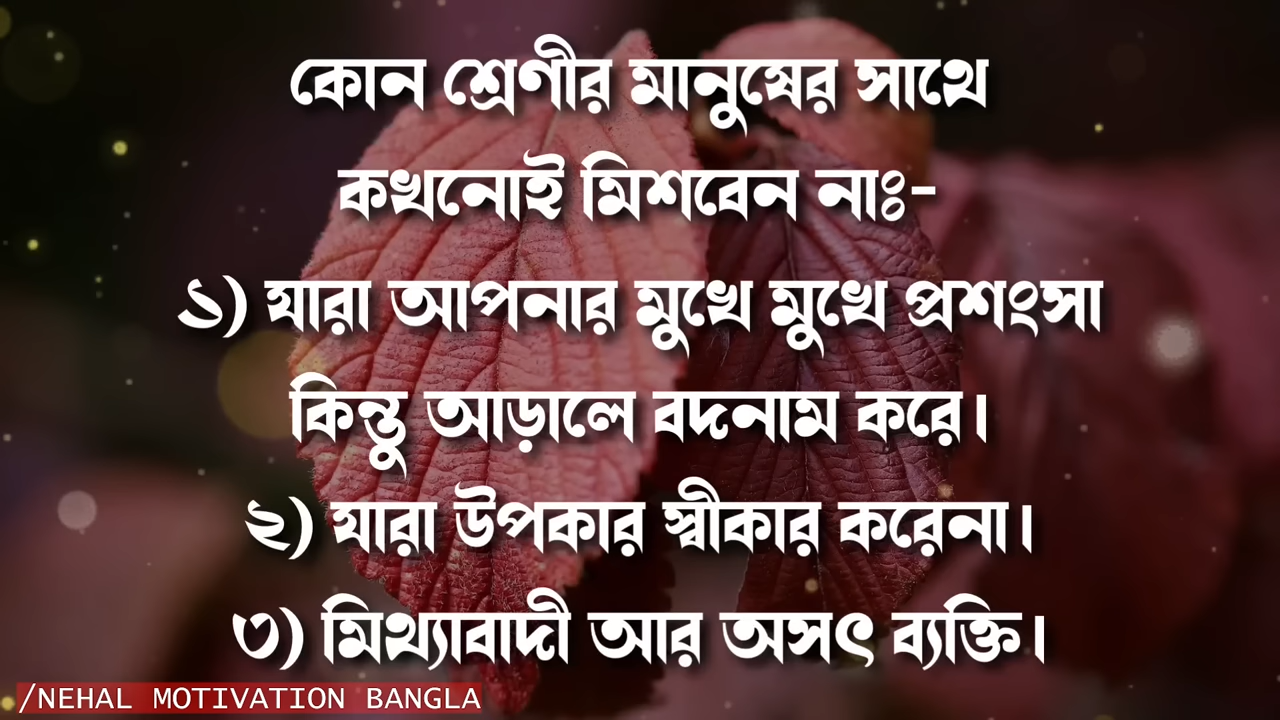 কোন শ্রেণীর মানুষের সাথে
কখনোই মিশবেন নাঃ-
১) যারা আপনার মুখে মুখে প্রশংসা
কিন্তু আড়ালে বদনাম করে।
২) যারা উপকার স্বীকার করেনা।
৩) মিথ্যাবাদী আর অসৎ ব্যক্তি।
/NEHAL MOTIVATION BANGLA